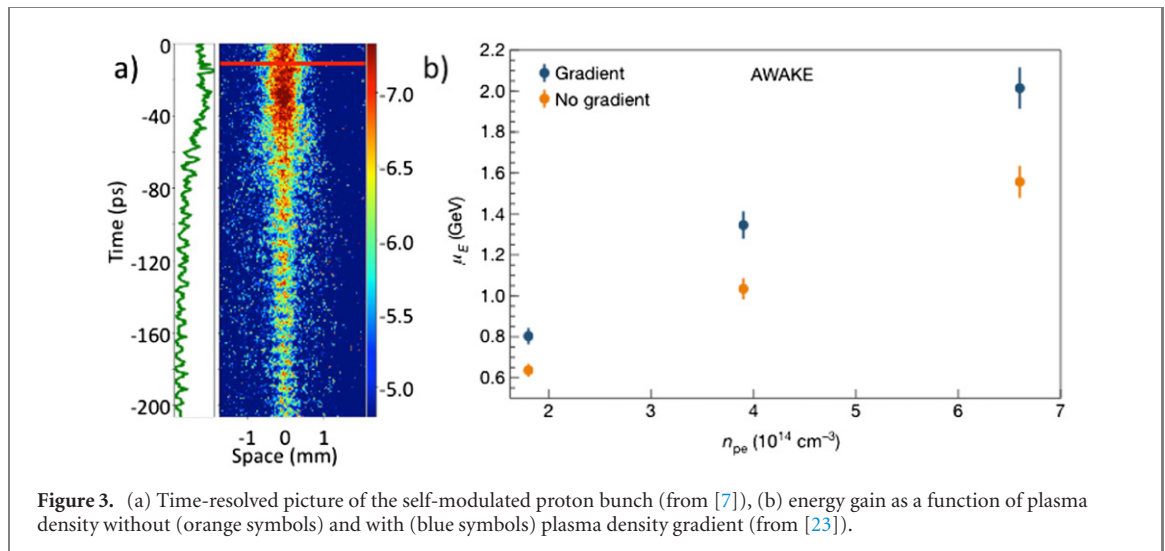 a)
0
-40
-80
-120
-160
-200
Time (ps)
-1 0 1
Space (mm)
-7.0
-6.5
-6.0
-5.5
-5.0
b)
Gradient
No gradient
AWAKE
2.2
2.0
1.8
1.6
1.4
1.2
1.0
0.8
0.6
μE (GeV)
2 3 4 5 6 7
npe (10¹⁴ cm⁻³)
Figure 3. (a) Time-resolved picture of the self-modulated proton bunch (from [7]), (b) energy gain as a function of plasma
density without (orange symbols) and with (blue symbols) plasma density gradient (from [23]).